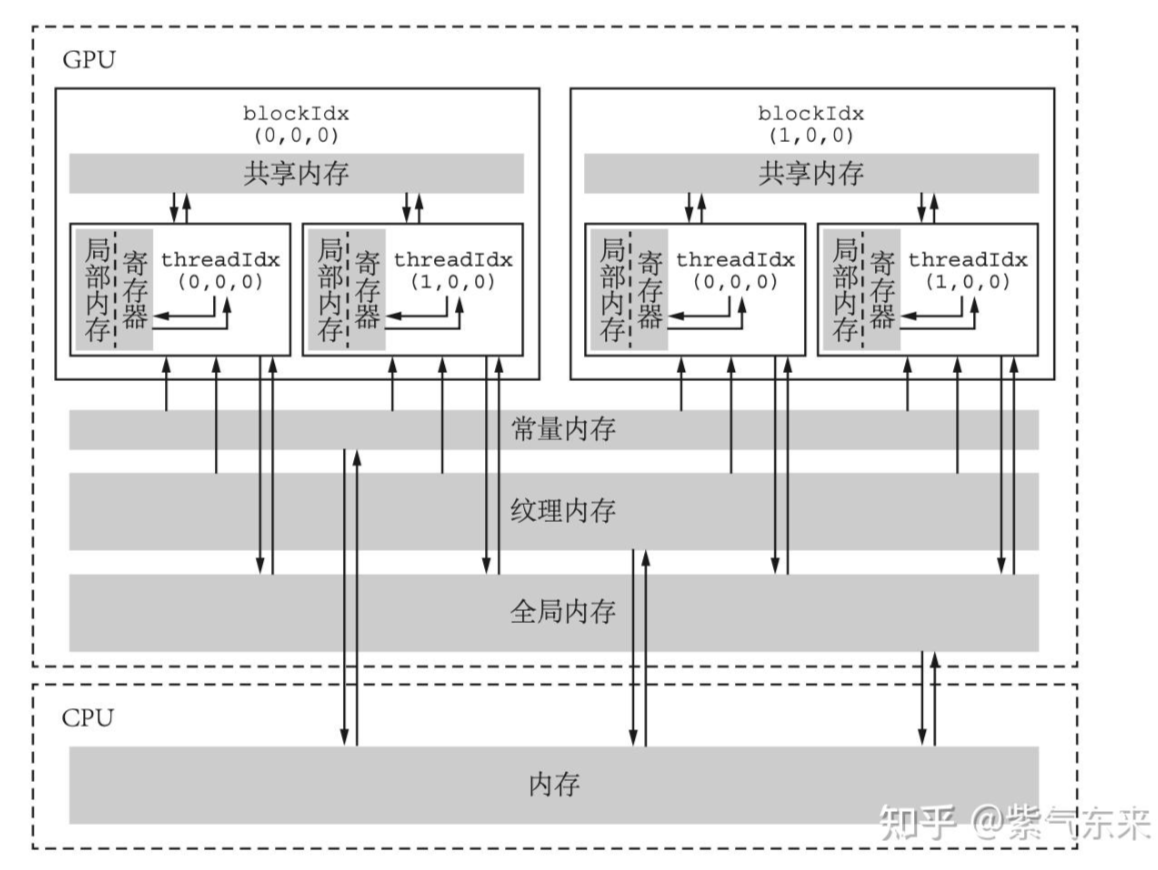 GPU
blockIdx
(0,0,0)
共享内存
局部内存
寄存器
threadIdx
(0,0,0)
局部内存
寄存器
threadIdx
(1,0,0)
blockIdx
(1,0,0)
共享内存
局部内存
寄存器
threadIdx
(0,0,0)
局部内存
寄存器
threadIdx
(1,0,0)
常量内存
纹理内存
全局内存
CPU
内存
知乎 @紫气东来